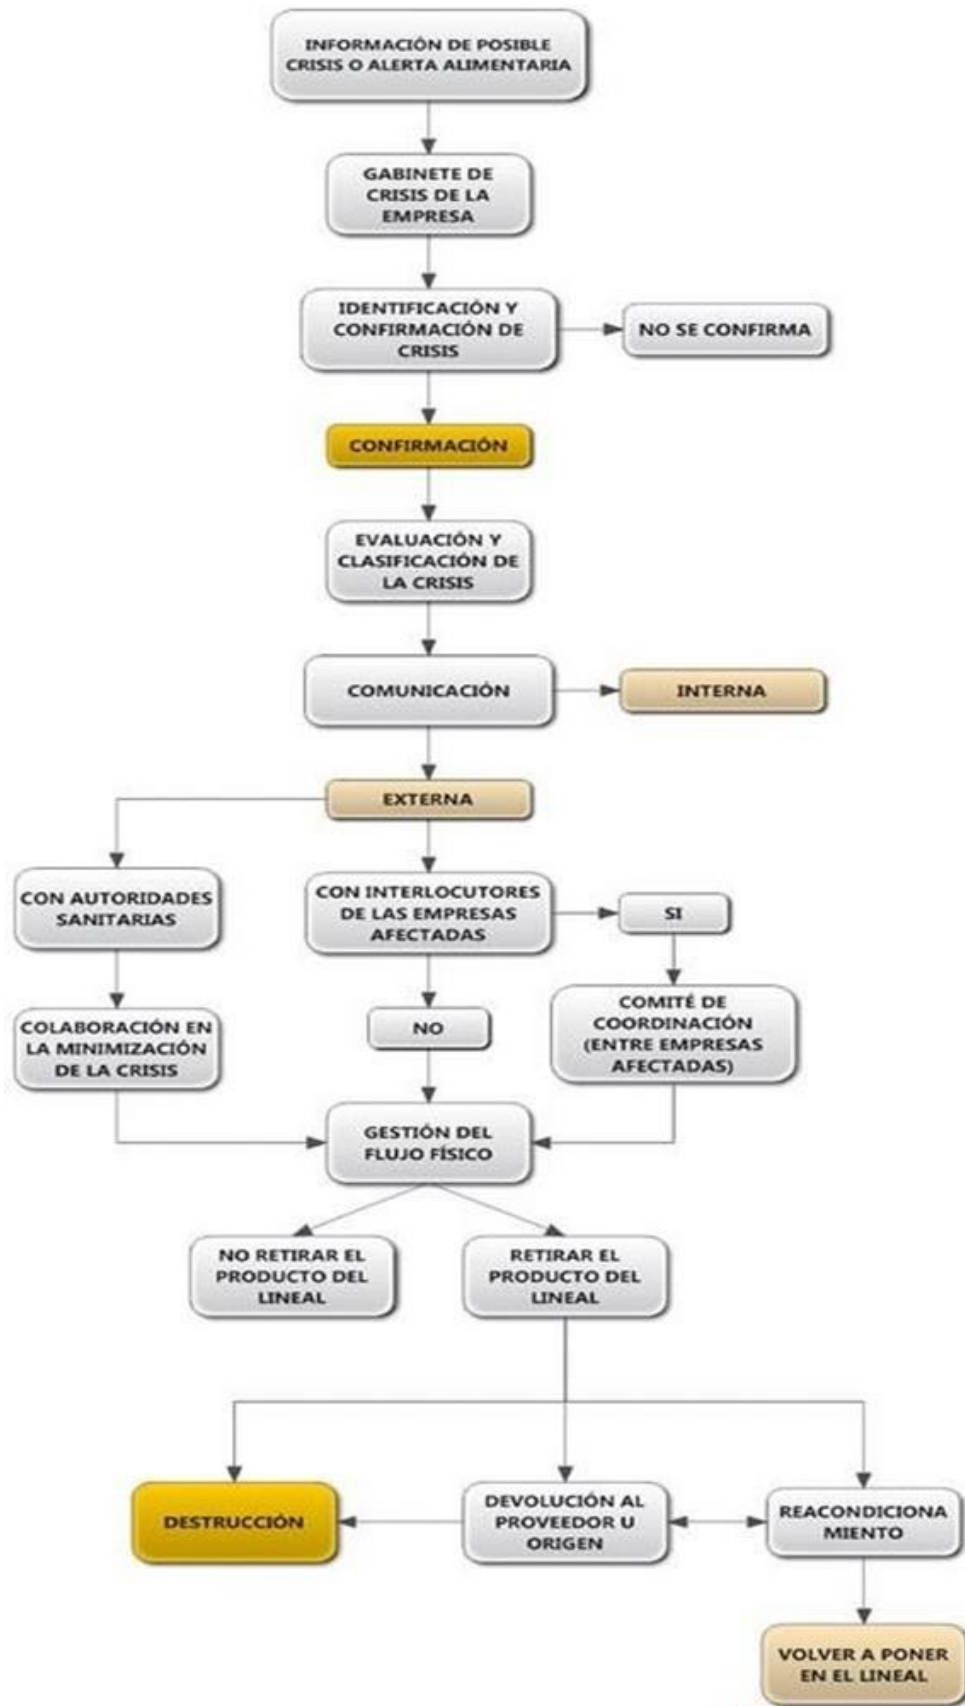 INFORMACIÓN DE POSIBLE
CRISIS O ALERTA ALIMENTARIA
GABINETE DE
CRISIS DE LA
EMPRESA
IDENTIFICACIÓN Y
CONFIRMACIÓN DE
CRISIS
NO SE CONFIRMA
CONFIRMACIÓN
EVALUACIÓN Y
CLASIFICACIÓN DE
LA CRISIS
COMUNICACIÓN
INTERNA
EXTERNA
CON AUTORIDADES
SANITARIAS
CON INTERLOCUTORES
DE LAS EMPRESAS
AFECTADAS
SI
COLABORACIÓN EN
LA MINIMIZACIÓN
DE LA CRISIS
NO
COMITÉ DE
COORDINACIÓN
(ENTRE EMPRESAS
AFECTADAS)
GESTIÓN DEL
FLUJO FÍSICO
NO RETIRAR EL
PRODUCTO DEL
LINEAL
RETIRAR EL
PRODUCTO DEL
LINEAL
DESTRUCCIÓN
DEVOLUCIÓN AL
PROVEEDOR U
ORIGEN
REACONDICIONA
MIENTO
VOLVER A PONER
EN EL LINEAL